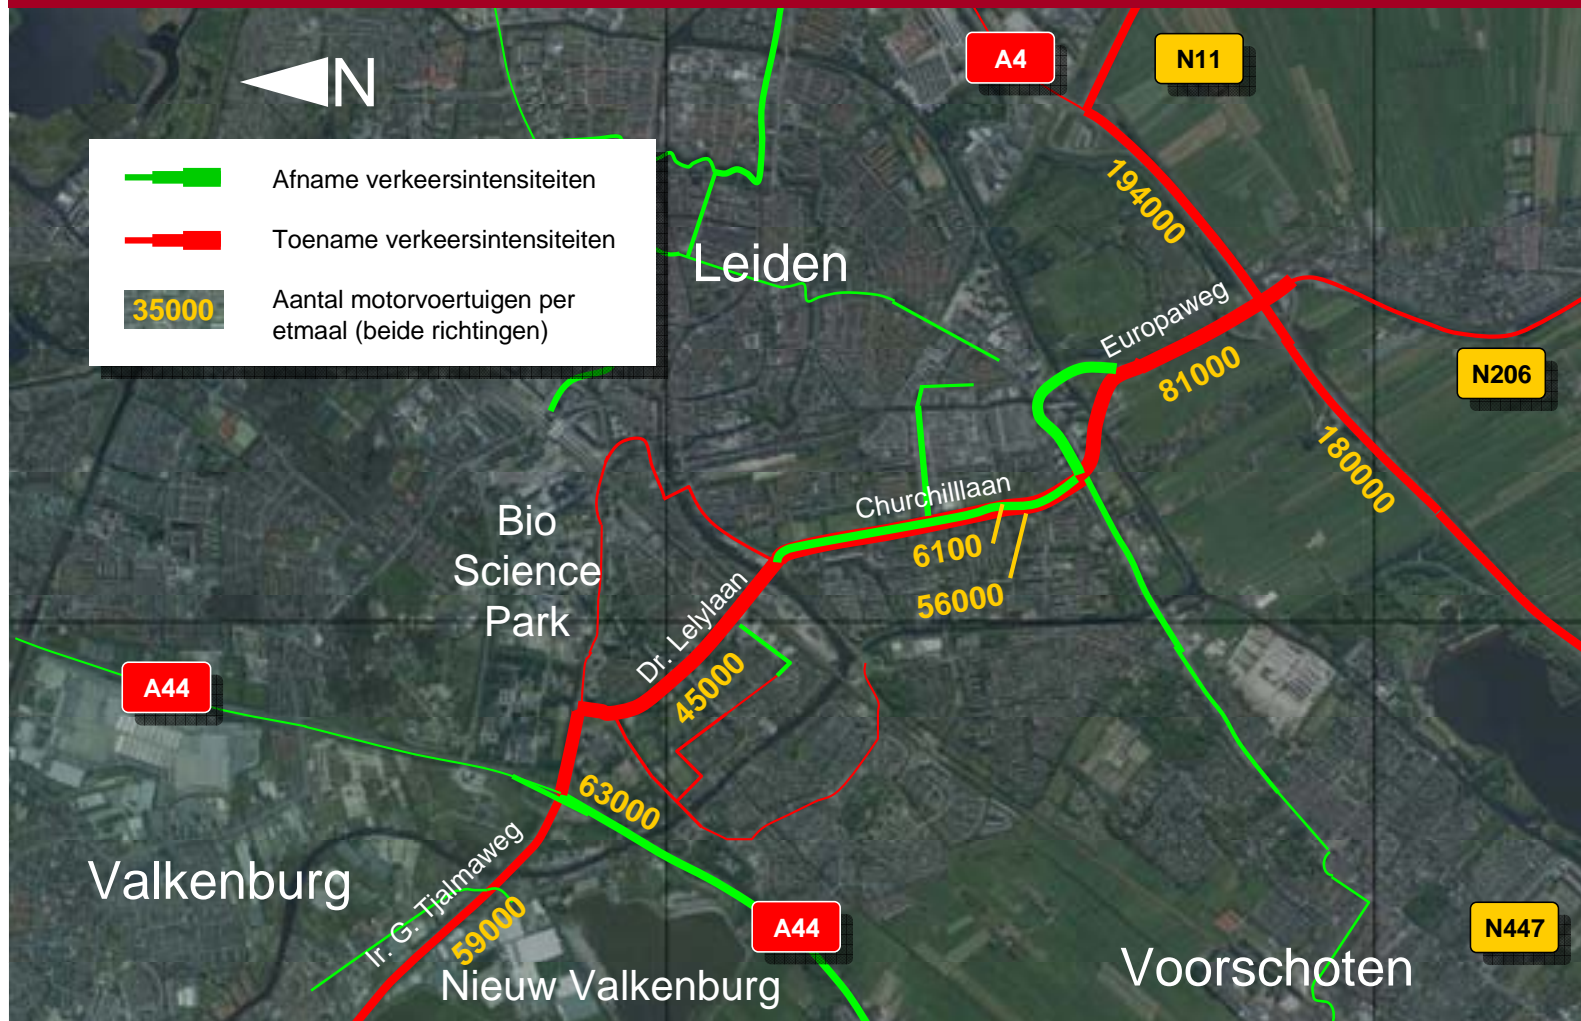 A4
N11
N
Afname verkeersintensiteiten
Toename verkeersintensiteiten
35000
Aantal motorvoertuigen per
etmaal (beide richtingen)
194000
Leiden
Europaweg
81000
N206
180000
Churchilllaan
6100
56000
Bio
Science
Park
Dr. Lelylaan
45000
A44
63000
Valkenburg
Ir. G. Tjalmaweg
59000
A44
N447
Nieuw Valkenburg
Voorschoten